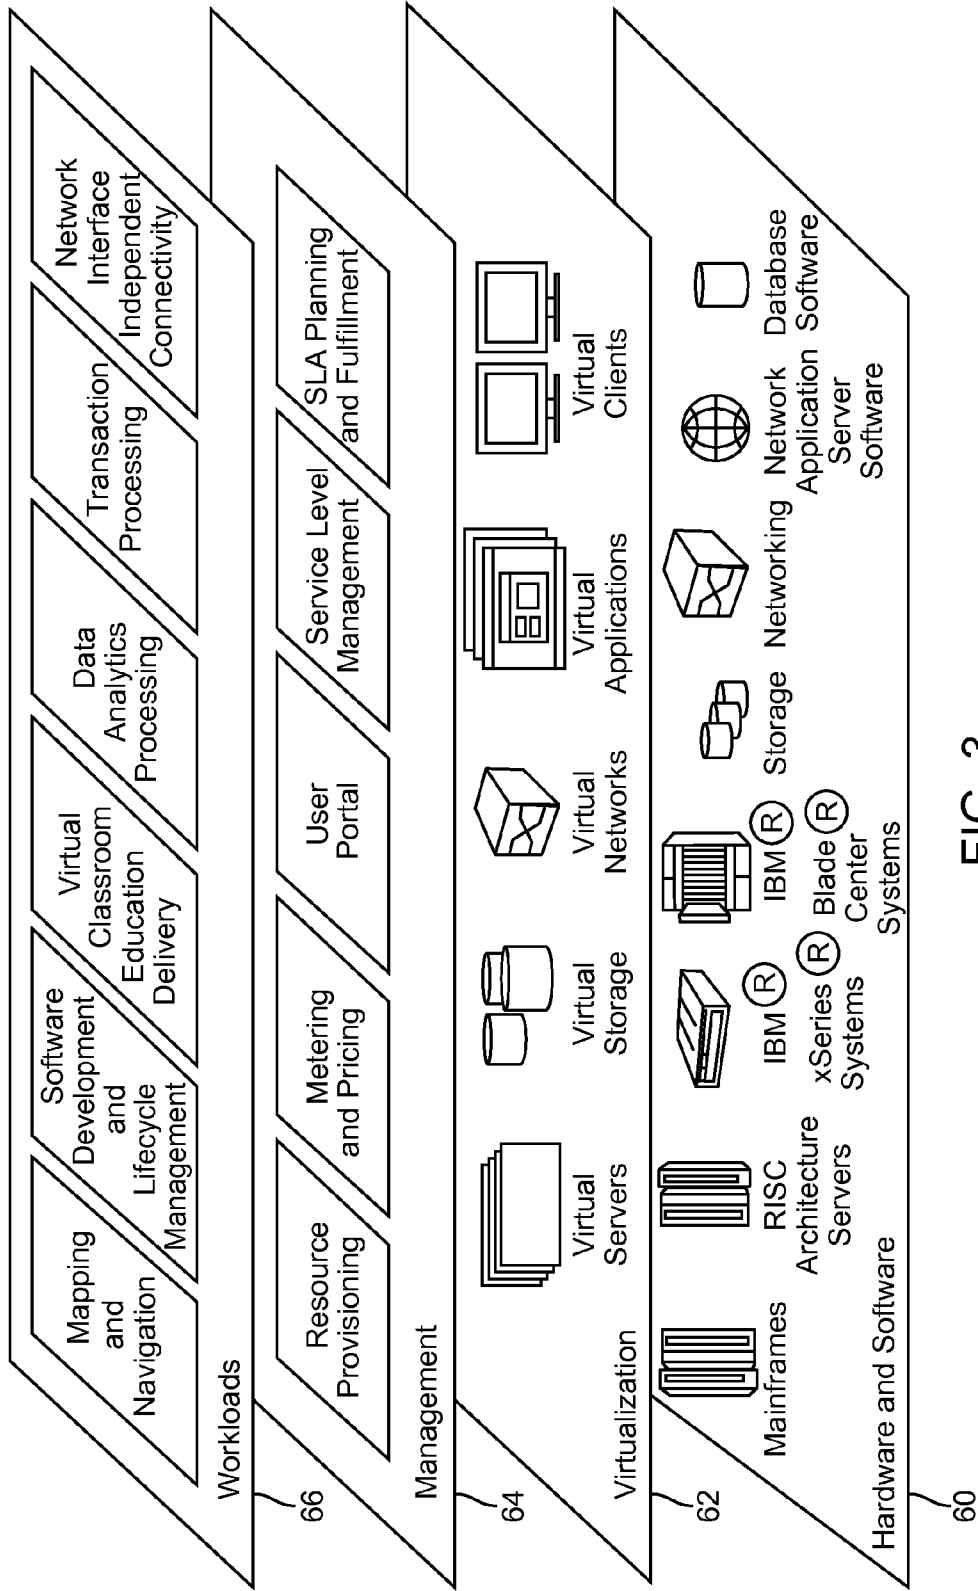 Mapping
and
Navigation
Software
Development
and
Lifecycle
Management
Virtual
Classroom
Education
Delivery
Data
Analytics
Processing
Transaction
Processing
Network
Interface
Independent
Connectivity
Workloads
66
Resource
Provisioning
Metering
and Pricing
User
Portal
Service Level
Management
SLA Planning
and Fulfillment
Management
64
Virtual
Servers
Virtual
Storage
Virtual
Networks
Virtual
Applications
Virtual
Clients
Virtualization
62
Mainframes
RISC
Architecture
Servers
IBM®
xSeries®
Systems
IBM®
Blade®
Center
Systems
Storage
Networking
Network
Application
Server
Software
Database
Software
Hardware and Software
60
FIG. 3